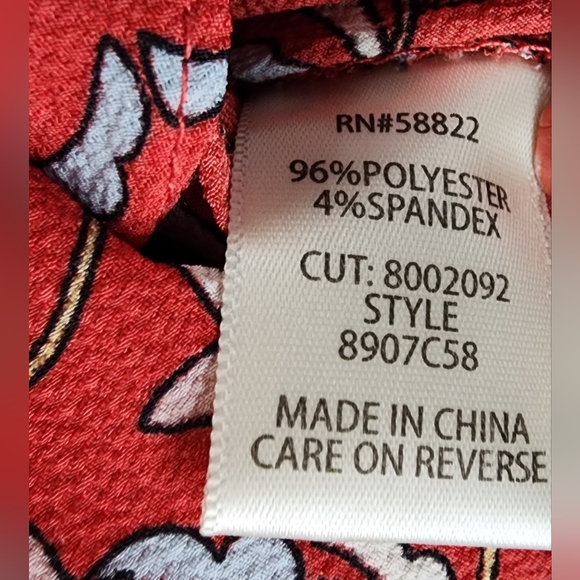 RN#58822
96%POLYESTER
4%SPANDEX
CUT: 8002092
STYLE
8907C58
MADE IN CHINA
CARE ON REVERSE